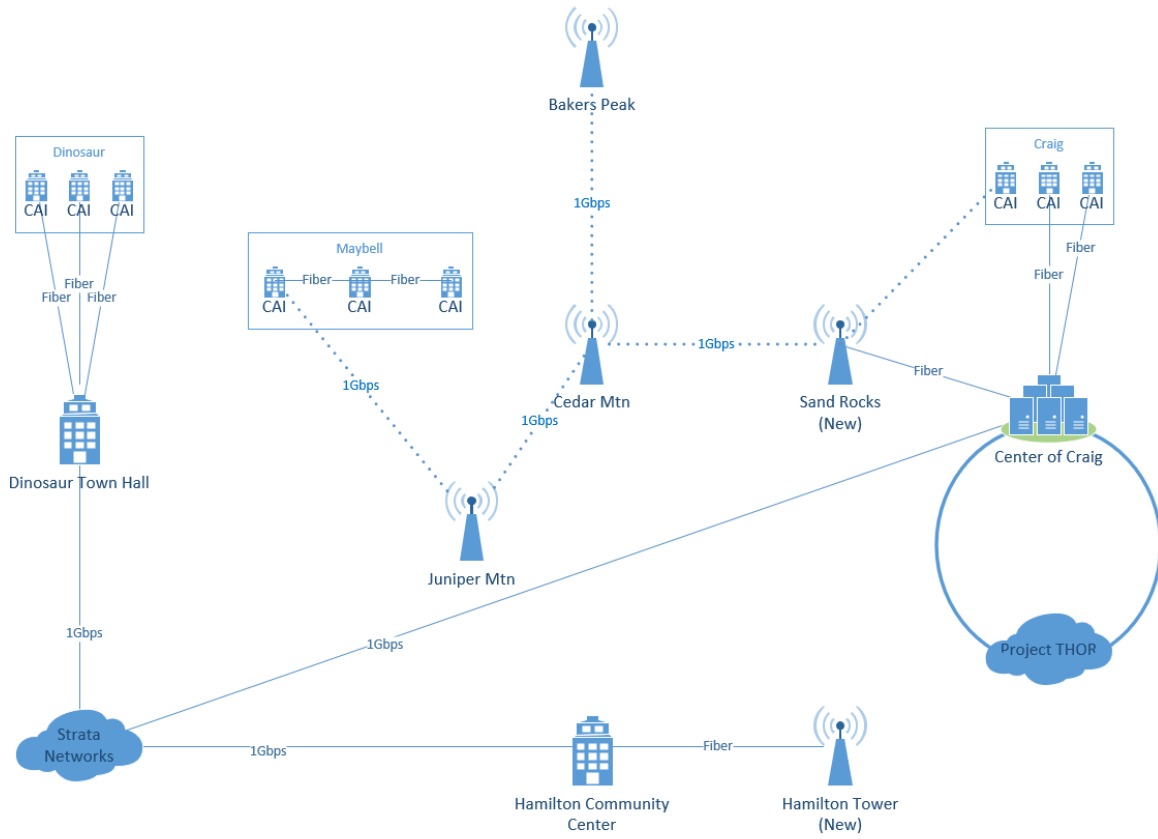 Bakers Peak
Dinosaur
CAI CAI CAI
Craig
CAI CAI CAI
1Gbps
Maybell
Fiber Fiber
CAI CAI CAI
Fiber
Fiber
Fiber
Fiber
Fiber
1Gbps
1Gbps
1Gbps
Fiber
Cedar Mtn
Sand Rocks
(New)
Center of Craig
Dinosaur Town Hall
Juniper Mtn
1Gbps
1Gbps
Project THOR
Strata
Networks
1Gbps
Fiber
Hamilton Community
Center
Hamilton Tower
(New)